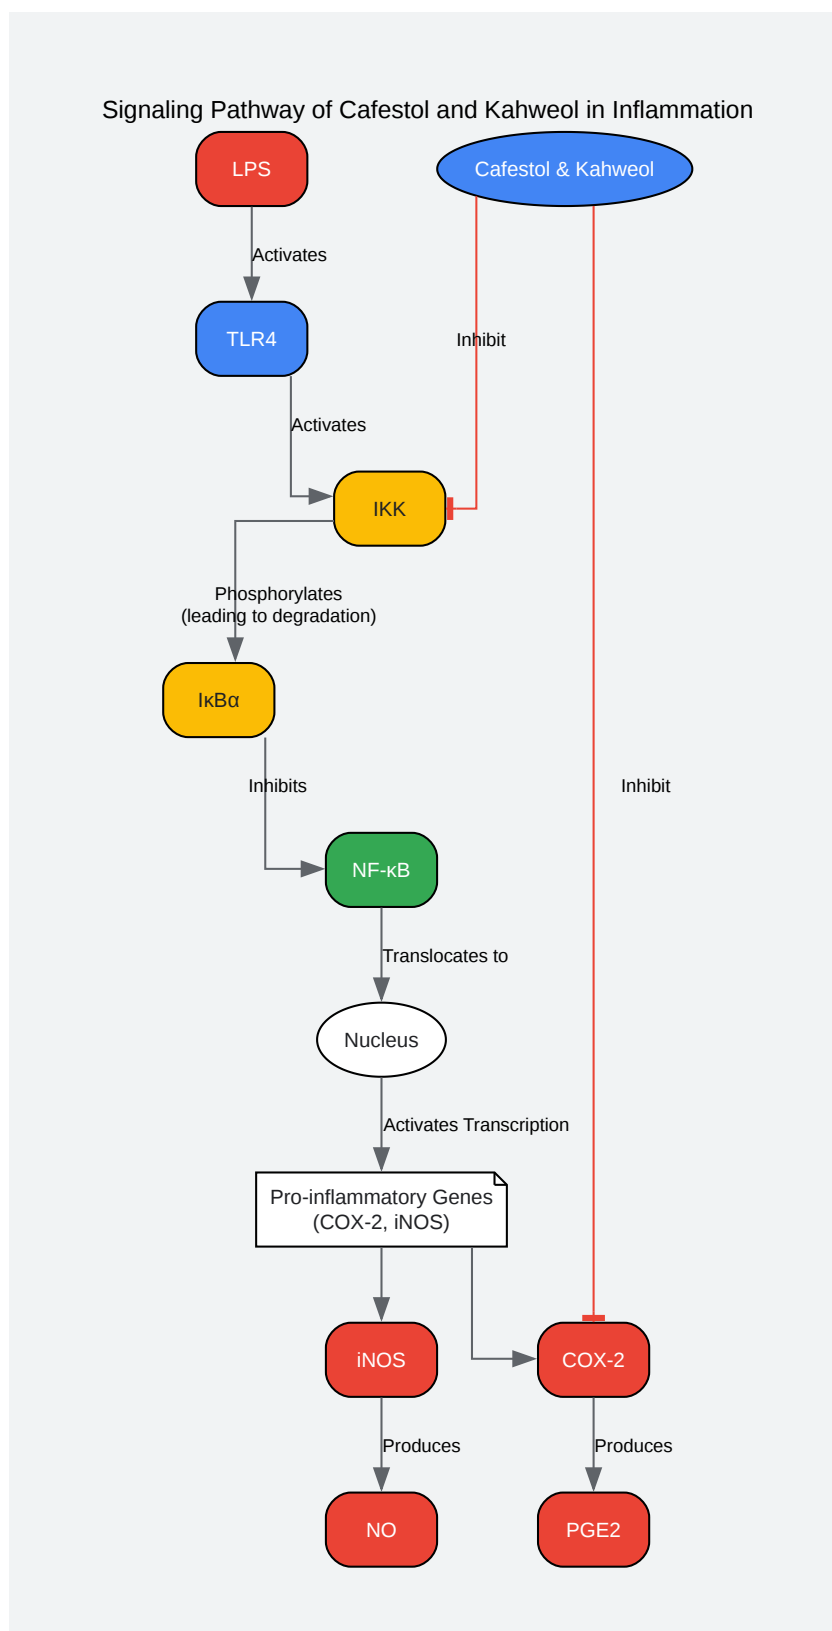 Signaling Pathway of Cafestol and Kahweol in Inflammation
LPS
Cafestol & Kahweol
Activates
TLR4
Inhibit
Activates
IKK
Phosphorylates
(leading to degradation)
IκBα
Inhibits
Inhibit
NF-κB
Translocates to
Nucleus
Activates Transcription
Pro-inflammatory Genes
(COX-2, iNOS)
iNOS
COX-2
Produces
Produces
NO
PGE2